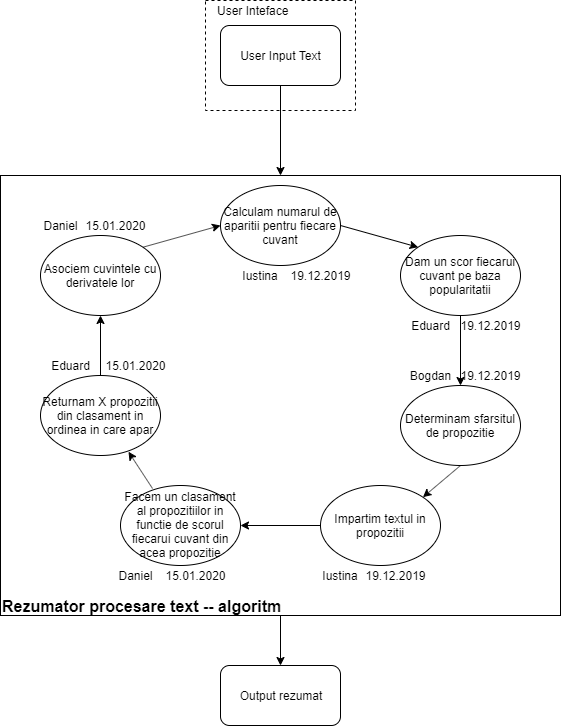 User Inteface
User Input Text
Calculam numarul de
aparitii pentru fiecare
cuvant
Iustina 19.12.2019
Dam un scor fiecarui
cuvant pe baza
popularitatii
Eduard 19.12.2019
Bogdan 19.12.2019
Determinam sfarsitul
de propozitie
Impartim textul in
propozitii
Iustina 19.12.2019
Facem un clasament
al propozitiilor in
functie de scorul
fiecarui cuvant din
acea propozitie
Daniel 15.01.2020
Eduard 15.01.2020
Returnam X propozitii
din clasament in
ordinea in care apar
Daniel 15.01.2020
Asociem cuvintele cu
derivatele lor
Rezumator procesare text -- algoritm
Output rezumat